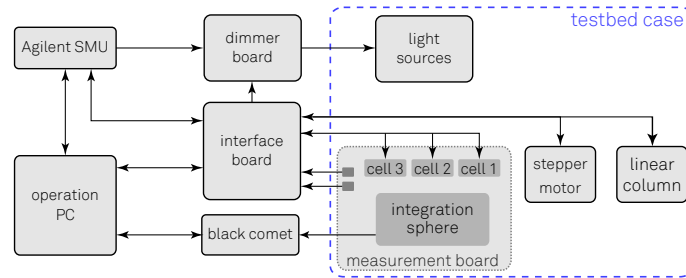 testbed case
Agilent SMU
dimmer
board
light
sources
interface
board
cell 3
cell 2
cell 1
stepper
motor
linear
column
operation
PC
integration
sphere
black comet
measurement board